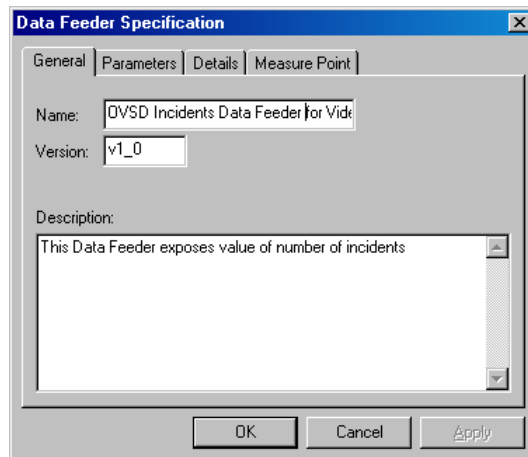 Data Feeder Specification
General Parameters Details Measure Point
Name: OVSD Incidents Data Feeder for Vide
Version: v1_0
Description:
This Data Feeder exposes value of number of incidents
OK Cancel Apply